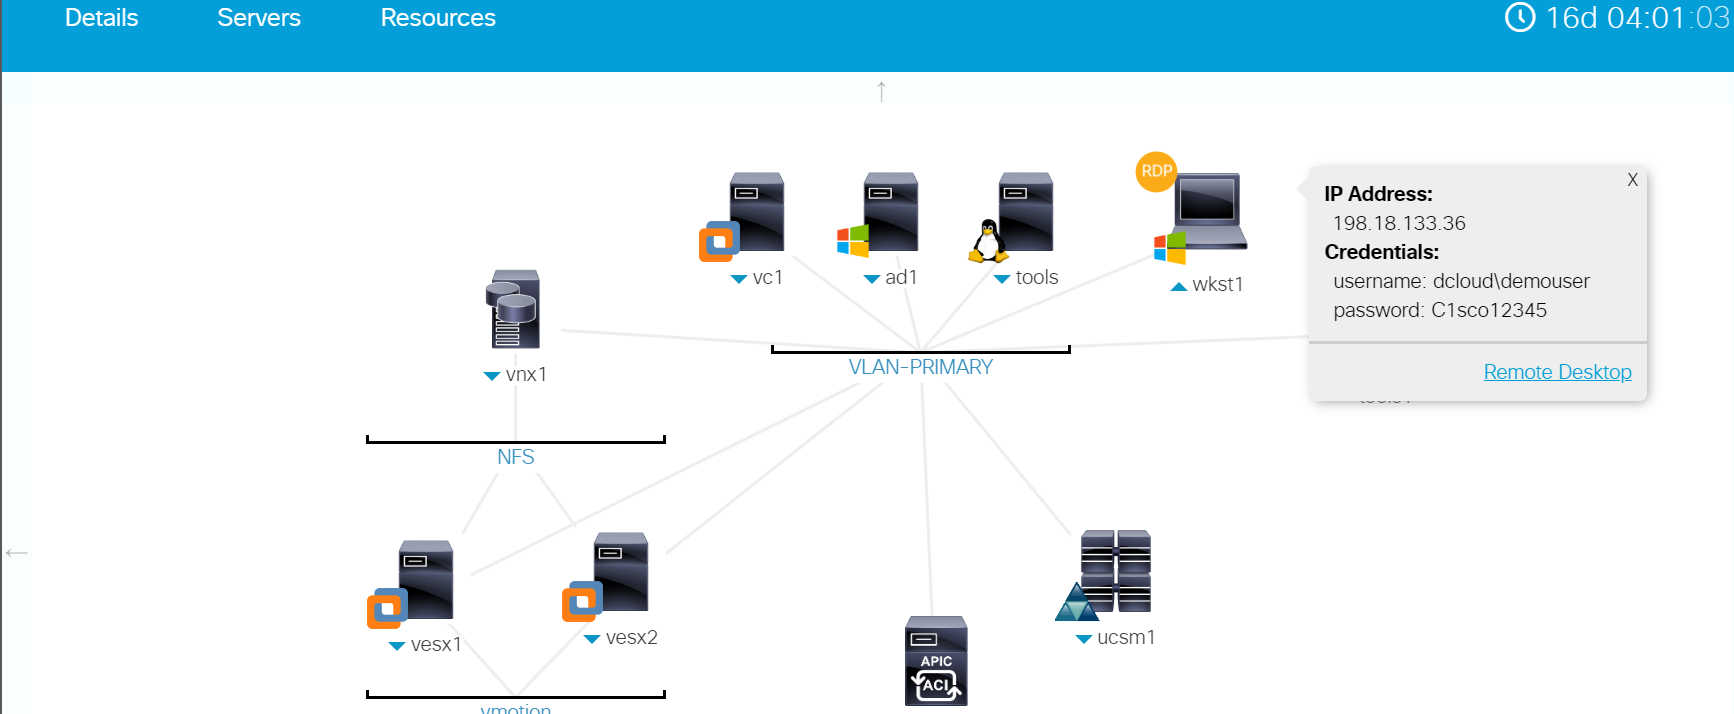 Details Servers Resources 16d 04:01:03
↑
RDP
X
IP Address:
198.18.133.36
Credentials:
username: dcloud\demouser
password: C1sco12345
Remote Desktop
vc1 ad1 tools wkst1
VLAN-PRIMARY
vnx1
NFS
←
vesx1 vesx2 ucsm1
APIC
ACI
vmotion